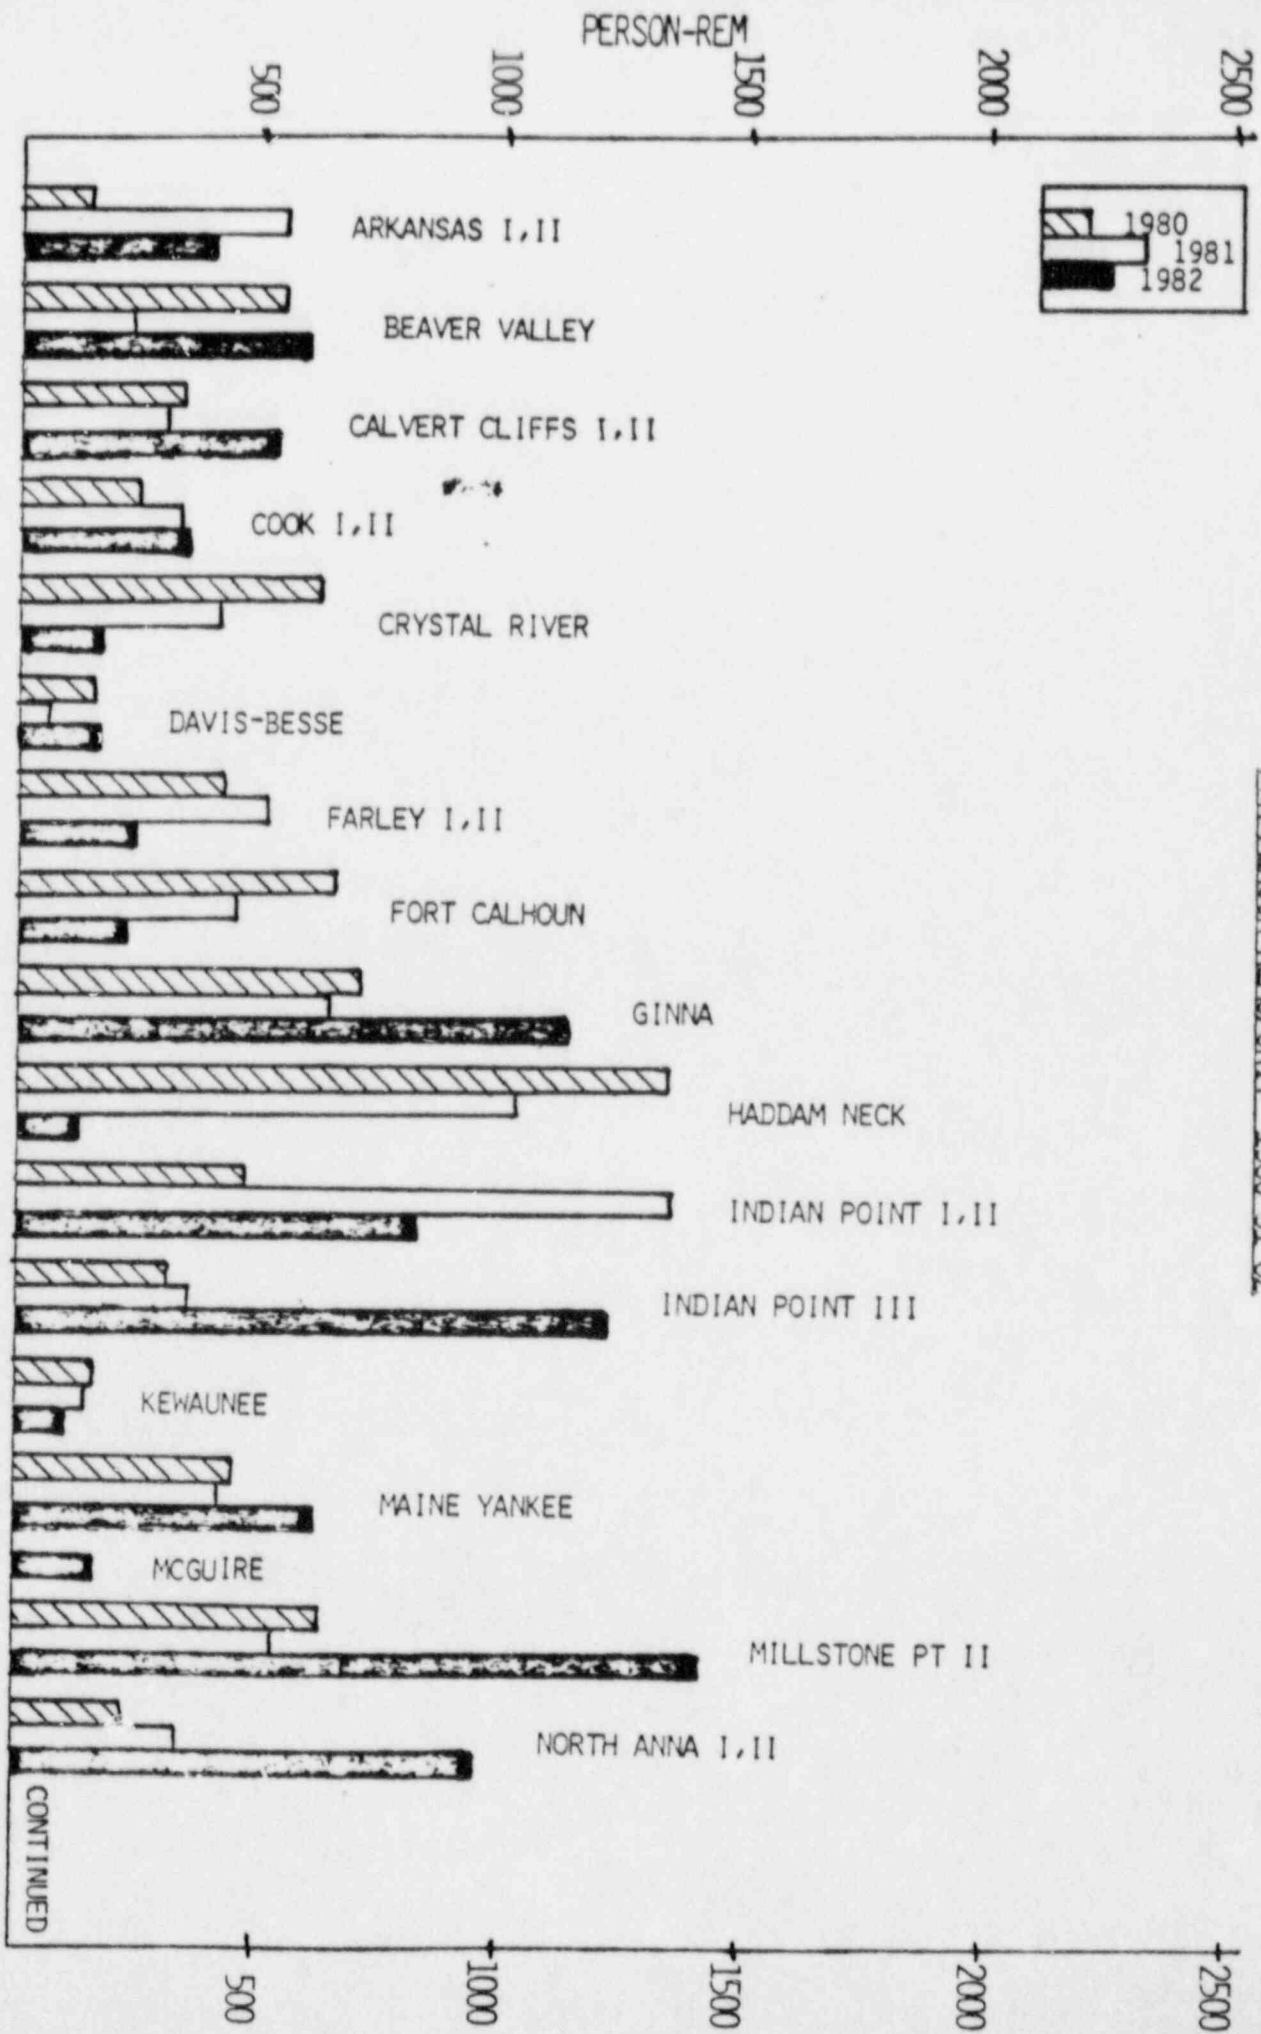 PERSON-REM
500 1000 1500 2000 2500
1980
1981
1982
ARKANSAS I,II
BEAVER VALLEY
CALVERT CLIFFS I,II
COOK I,II
CRYSTAL RIVER
DAVIS-BESSE
FARLEY I,II
FORT CALHOUN
GINNA
HADDAM NECK
INDIAN POINT I,II
INDIAN POINT III
KEWAUNEE
MAINE YANKEE
MCGUIRE
MILLSTONE PT II
NORTH ANNA I,II
CONTINUED
500 1000 1500 2000 2500